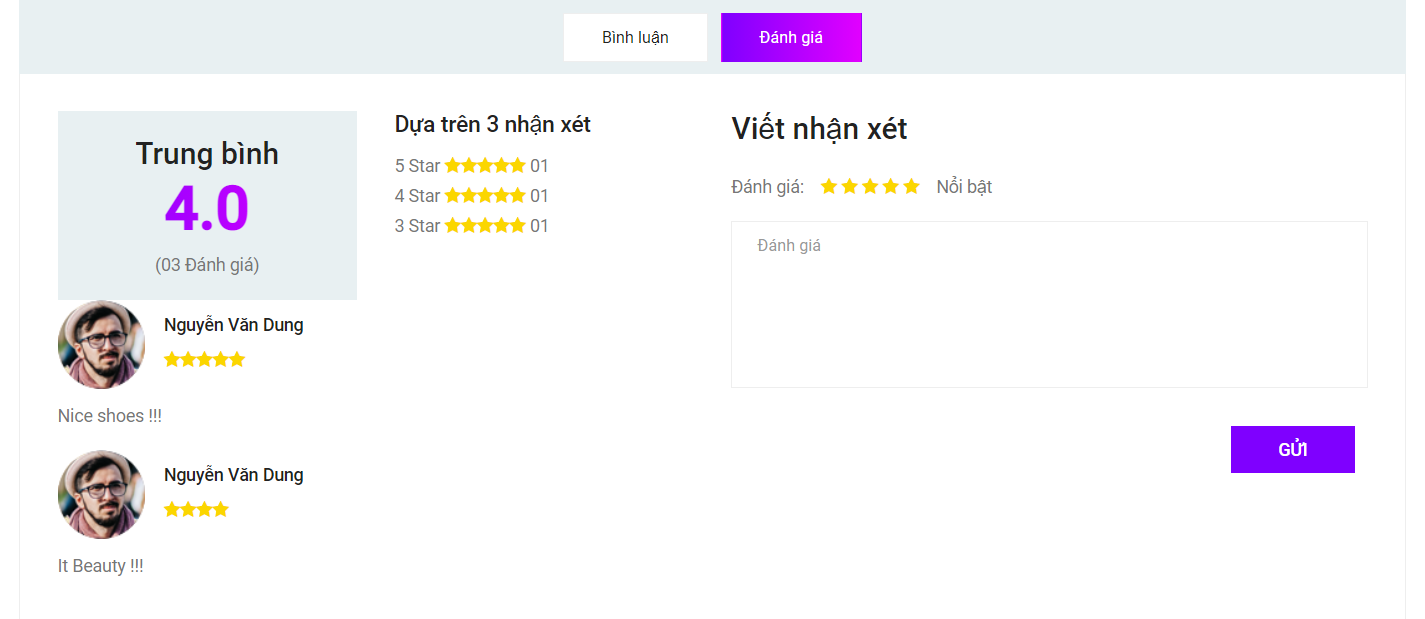 Bình luận
Đánh giá
Trung bình
4.0
(03 Đánh giá)
Dựa trên 3 nhận xét
5 Star 01
4 Star 01
3 Star 01
Nguyễn Văn Dung
Nice shoes !!!
Nguyễn Văn Dung
It Beauty !!!
Viết nhận xét
Đánh giá: Nổi bật
Đánh giá
GỬI